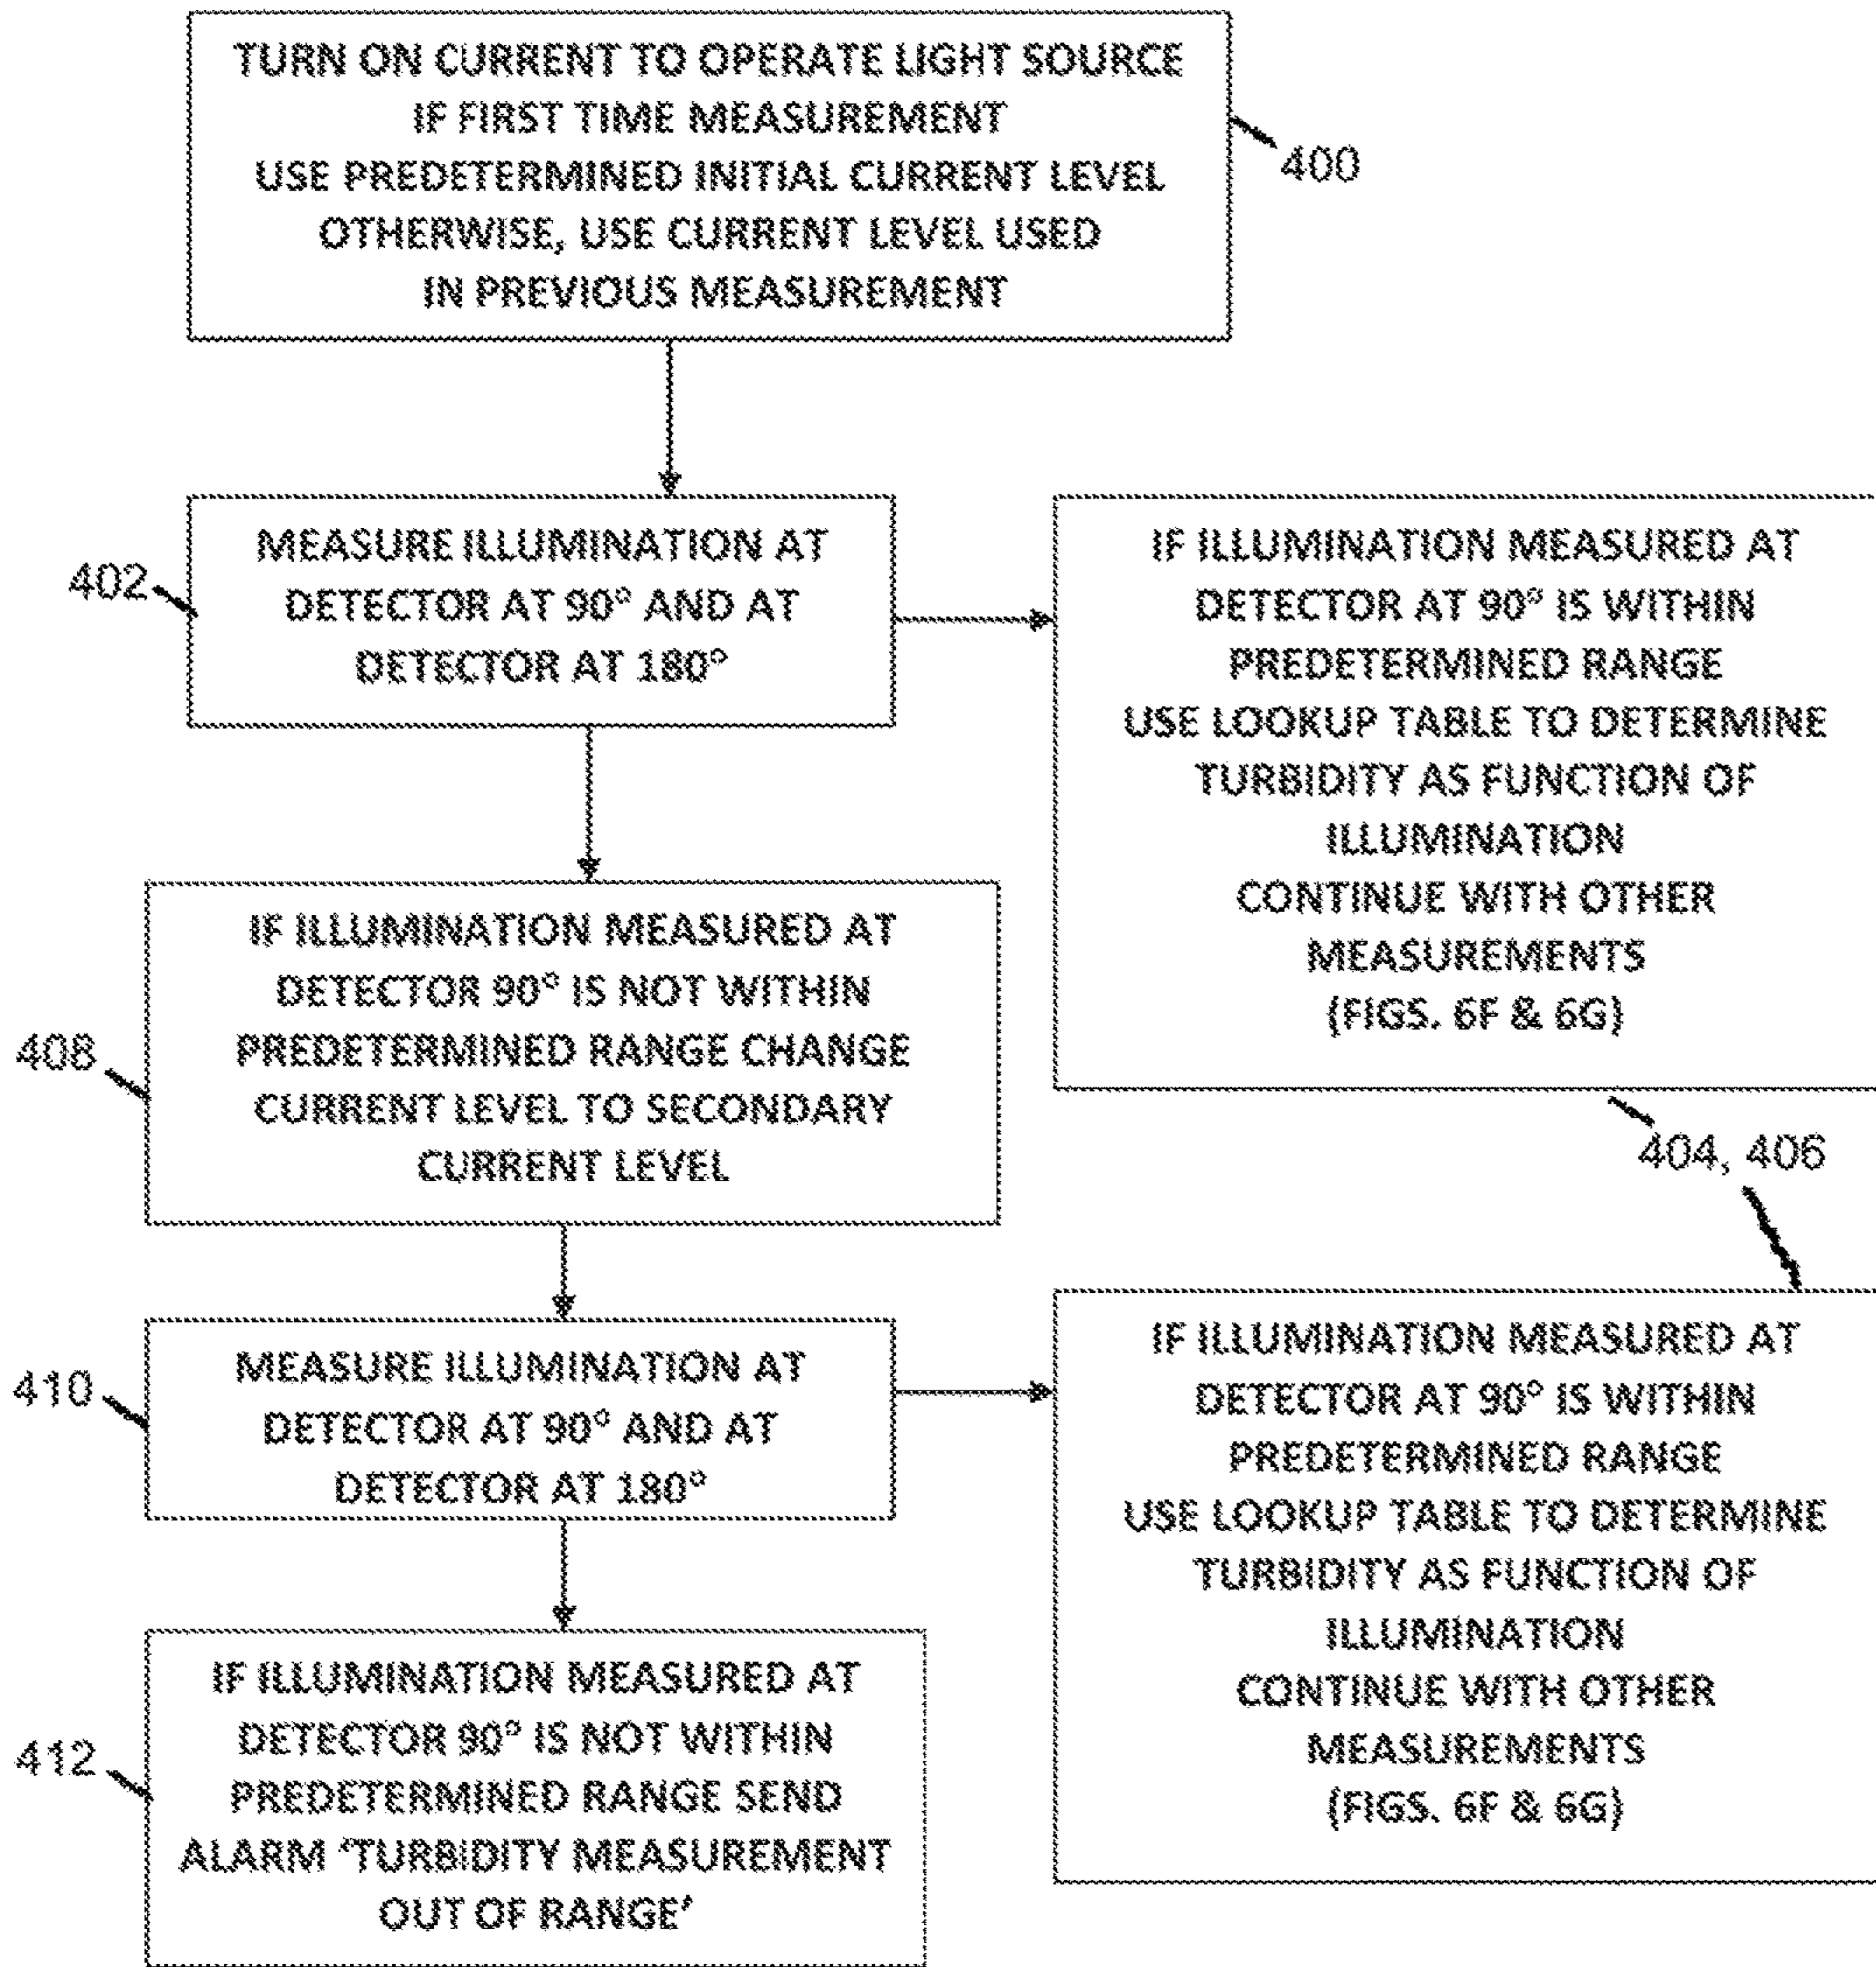 TURN ON CURRENT TO OPERATE LIGHT SOURCE
IF FIRST TIME MEASUREMENT
USE PREDETERMINED INITIAL CURRENT LEVEL
OTHERWISE, USE CURRENT LEVEL USED
IN PREVIOUS MEASUREMENT
400
402
MEASURE ILLUMINATION AT
DETECTOR AT 90° AND AT
DETECTOR AT 180°
IF ILLUMINATION MEASURED AT
DETECTOR AT 90° IS WITHIN
PREDETERMINED RANGE
USE LOOKUP TABLE TO DETERMINE
TURBIDITY AS FUNCTION OF
ILLUMINATION
CONTINUE WITH OTHER
MEASUREMENTS
(FIGS. 6F & 6G)
408
IF ILLUMINATION MEASURED AT
DETECTOR 90° IS NOT WITHIN
PREDETERMINED RANGE CHANGE
CURRENT LEVEL TO SECONDARY
CURRENT LEVEL
404, 406
410
MEASURE ILLUMINATION AT
DETECTOR AT 90° AND AT
DETECTOR AT 180°
IF ILLUMINATION MEASURED AT
DETECTOR AT 90° IS WITHIN
PREDETERMINED RANGE
USE LOOKUP TABLE TO DETERMINE
TURBIDITY AS FUNCTION OF
ILLUMINATION
CONTINUE WITH OTHER
MEASUREMENTS
(FIGS. 6F & 6G)
412
IF ILLUMINATION MEASURED AT
DETECTOR 90° IS NOT WITHIN
PREDETERMINED RANGE SEND
ALARM 'TURBIDITY MEASUREMENT
OUT OF RANGE'